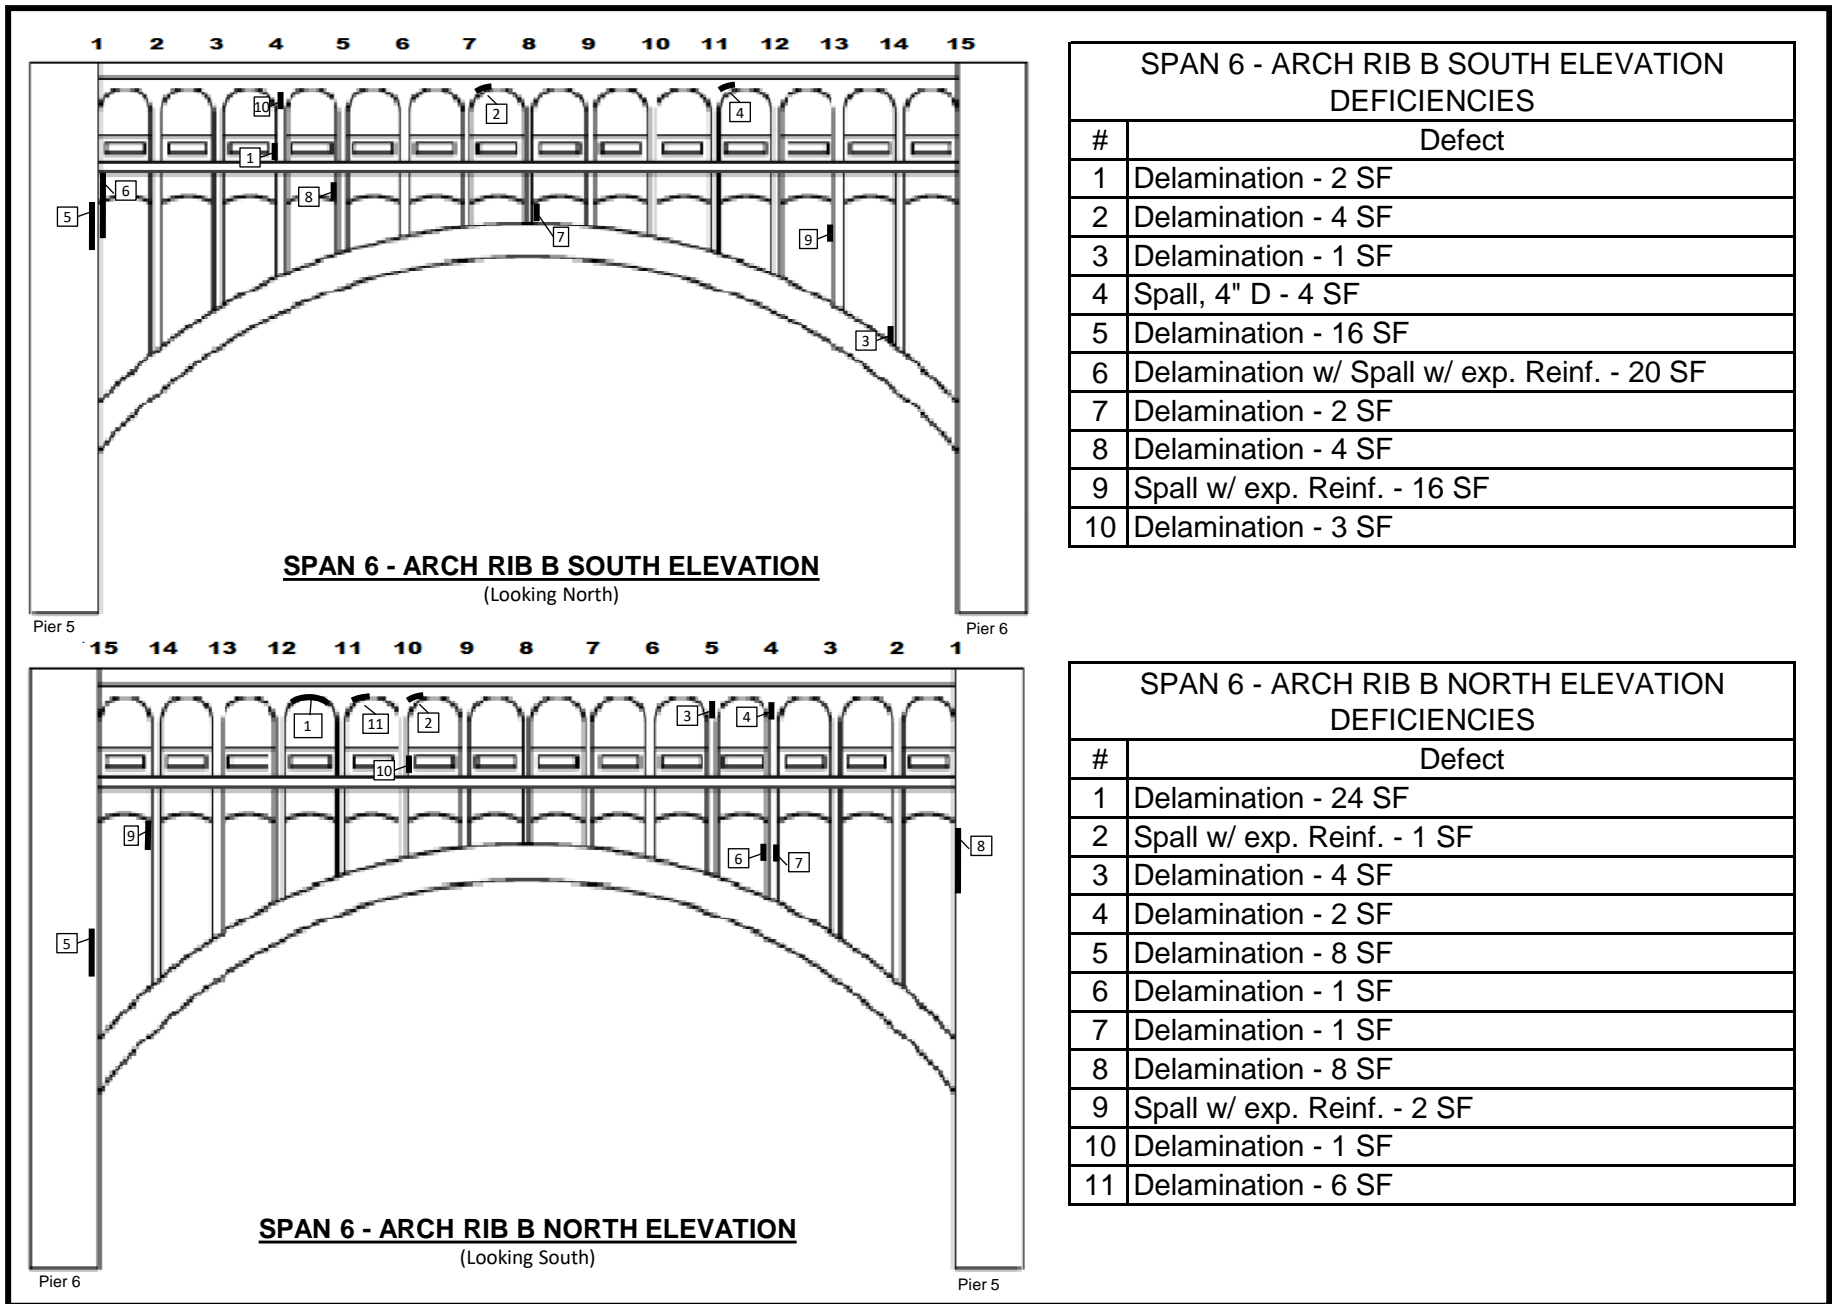 1 2 3 4 5 6 7 8 9 10 11 12 13 14 15
10
2
4
1
6
8
5
7
9
3
SPAN 6 - ARCH RIB B SOUTH ELEVATION
(Looking North)
Pier 5
Pier 6
SPAN 6 - ARCH RIB B SOUTH ELEVATION
DEFICIENCIES
# Defect
1 Delamination - 2 SF
2 Delamination - 4 SF
3 Delamination - 1 SF
4 Spall, 4" D - 4 SF
5 Delamination - 16 SF
6 Delamination w/ Spall w/ exp. Reinf. - 20 SF
7 Delamination - 2 SF
8 Delamination - 4 SF
9 Spall w/ exp. Reinf. - 16 SF
10 Delamination - 3 SF
15 14 13 12 11 10 9 8 7 6 5 4 3 2 1
1
11
2
3
4
10
9
6
7
8
5
SPAN 6 - ARCH RIB B NORTH ELEVATION
(Looking South)
Pier 6
Pier 5
SPAN 6 - ARCH RIB B NORTH ELEVATION
DEFICIENCIES
# Defect
1 Delamination - 24 SF
2 Spall w/ exp. Reinf. - 1 SF
3 Delamination - 4 SF
4 Delamination - 2 SF
5 Delamination - 8 SF
6 Delamination - 1 SF
7 Delamination - 1 SF
8 Delamination - 8 SF
9 Spall w/ exp. Reinf. - 2 SF
10 Delamination - 1 SF
11 Delamination - 6 SF